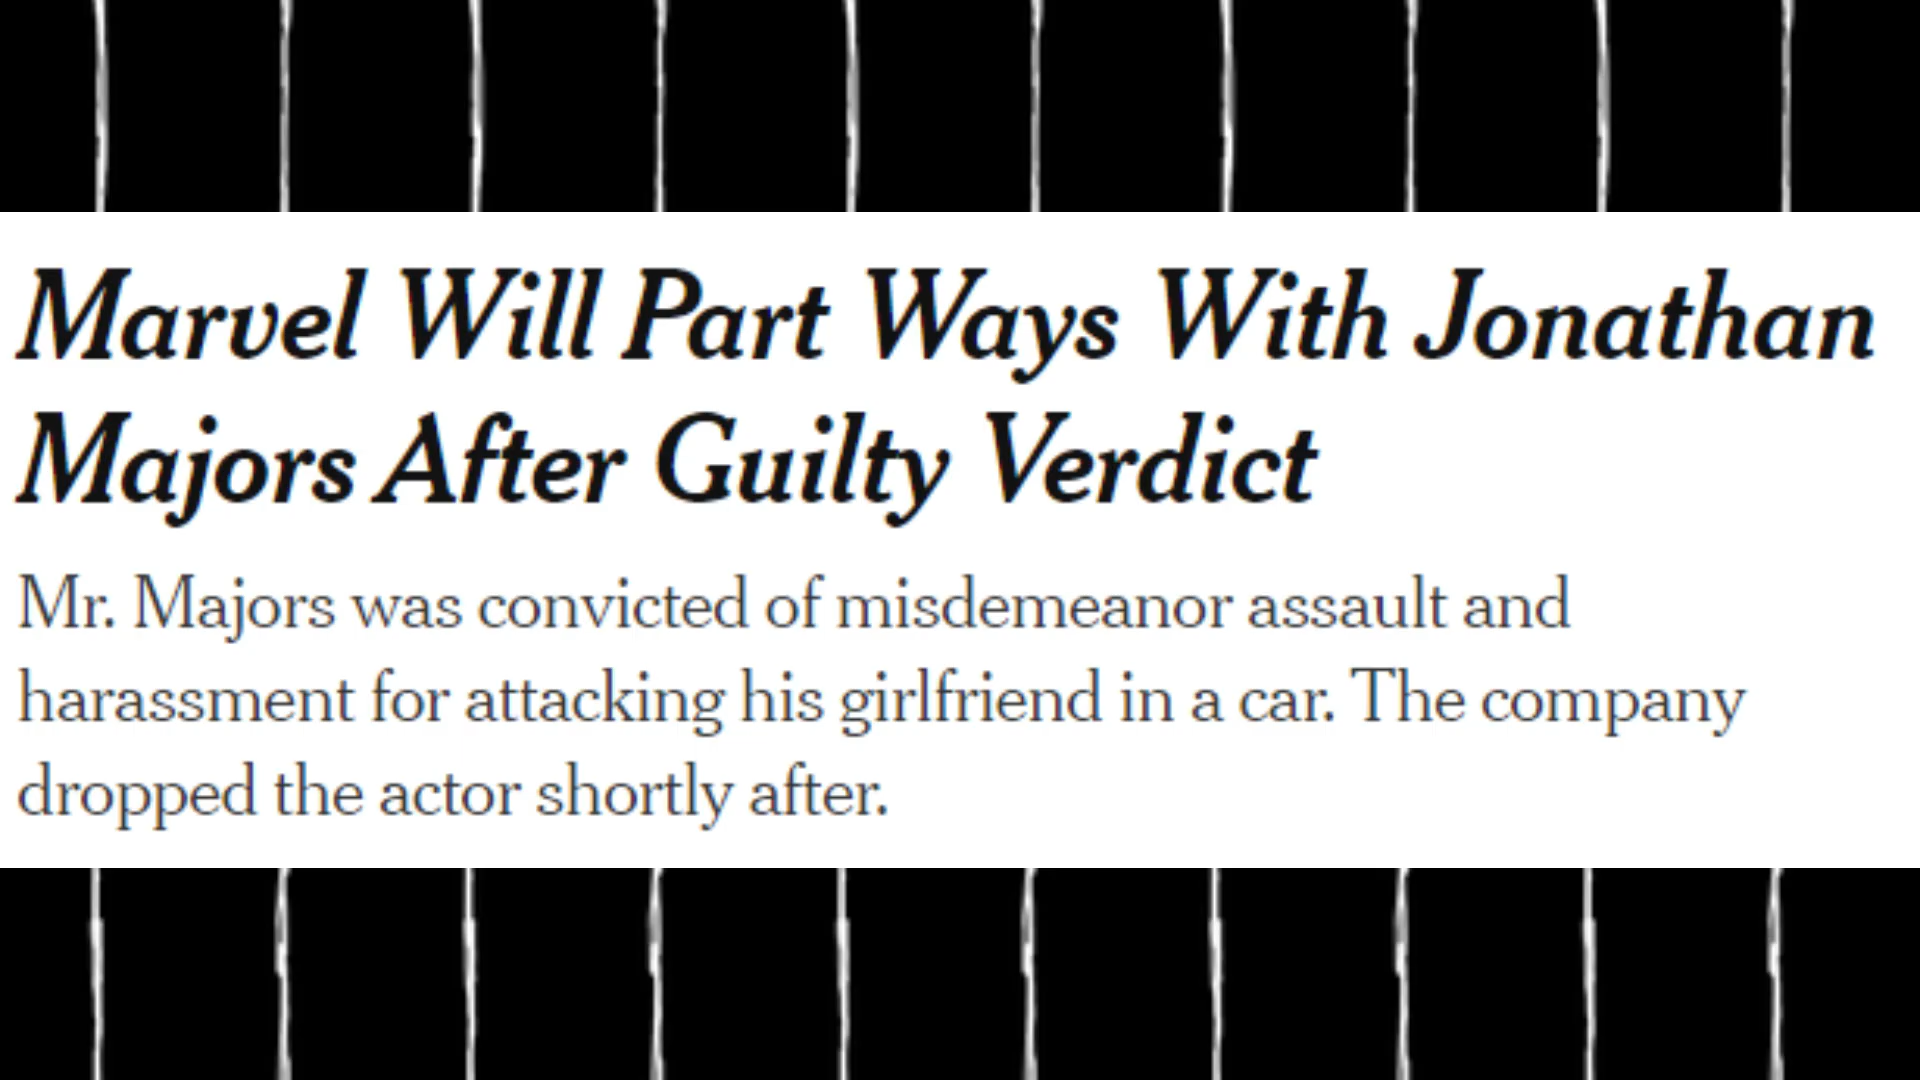 Marvel Will Part Ways With Jonathan
Majors After Guilty Verdict
Mr. Majors was convicted of misdemeanor assault and
harassment for attacking his girlfriend in a car. The company
dropped the actor shortly after.